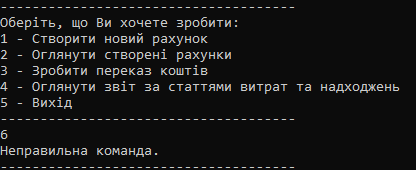 -------------------------------------
Оберіть, що Ви хочете зробити:
1 - Створити новий рахунок
2 - Оглянути створені рахунки
3 - Зробити переказ коштів
4 - Оглянути звіт за статтями витрат та надходжень
5 - Вихід
-------------------------------------
6
Неправильна команда.
-------------------------------------